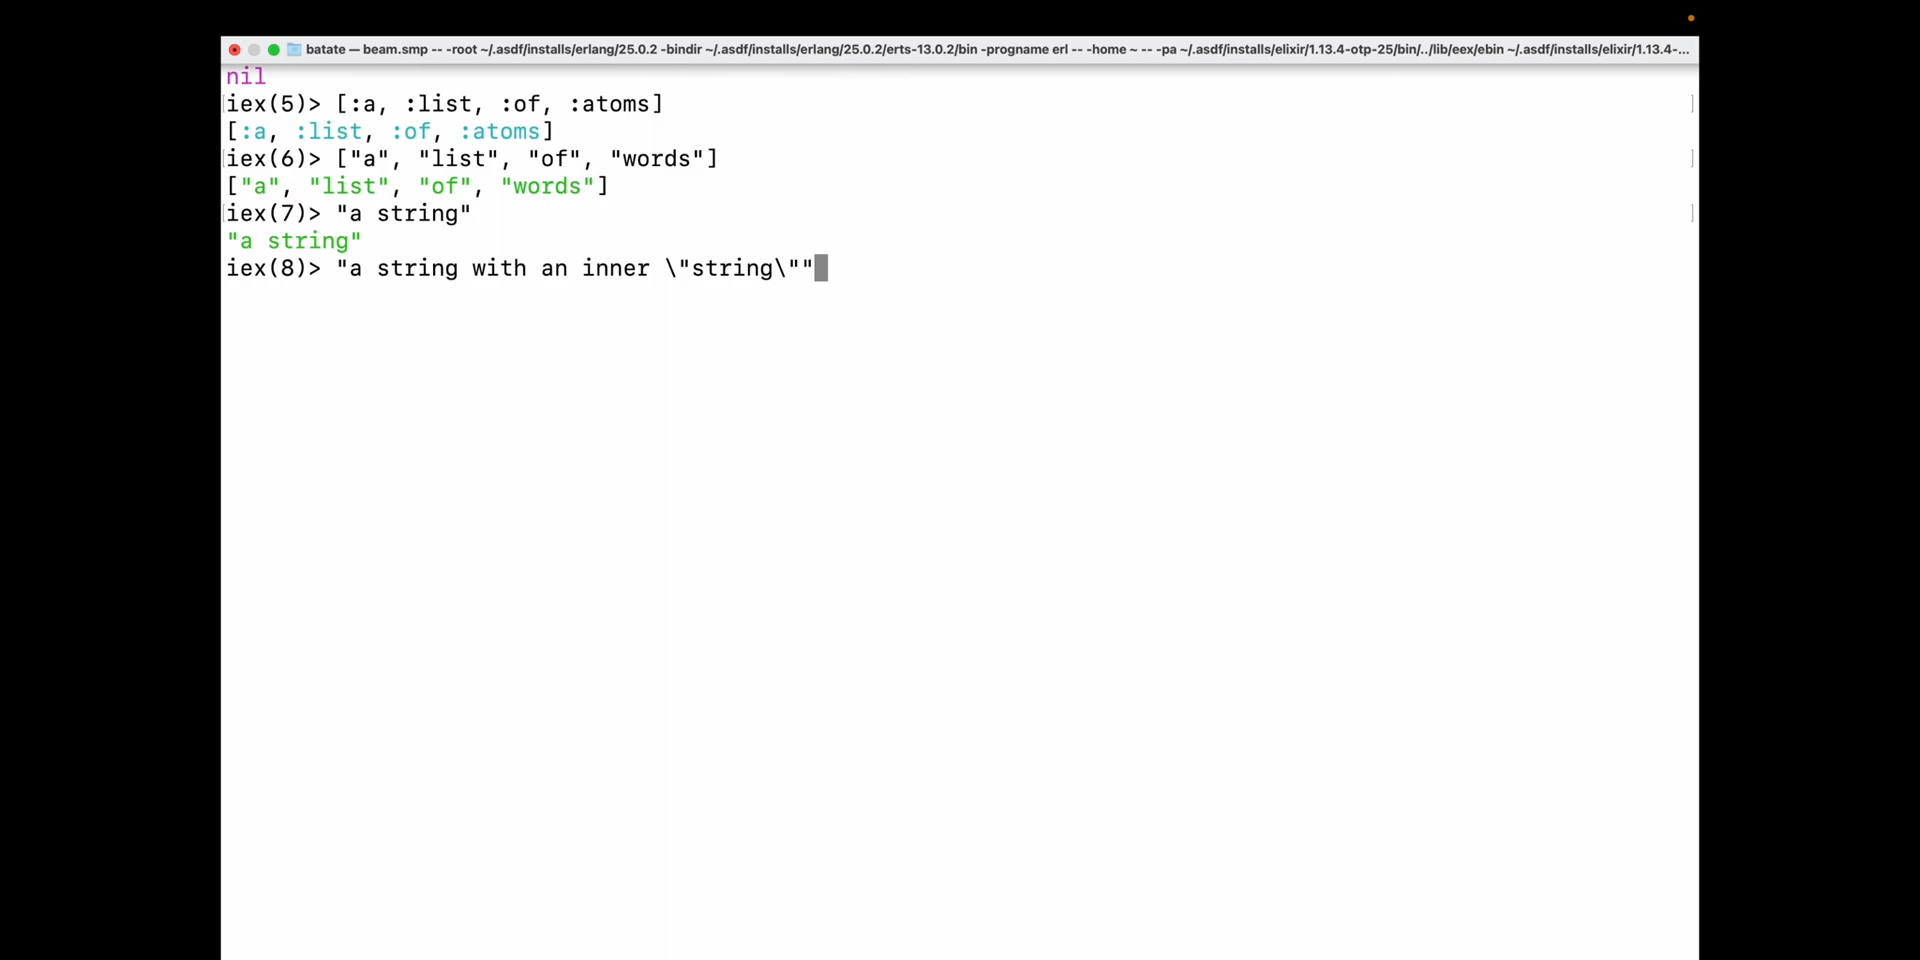 batate — beam.smp -- -root ~/.asdf/installs/erlang/25.0.2 -bindir ~/.asdf/installs/erlang/25.0.2/erts-13.0.2/bin -progname erl -- -home ~ -- -pa ~/.asdf/installs/elixir/1.13.4-otp-25/bin/../lib/eex/ebin ~/.asdf/installs/elixir/1.13.4-...
nil
iex(5)> [:a, :list, :of, :atoms]
[:a, :list, :of, :atoms]
iex(6)> ["a", "list", "of", "words"]
["a", "list", "of", "words"]
iex(7)> "a string"
"a string"
iex(8)> "a string with an inner \"string\""